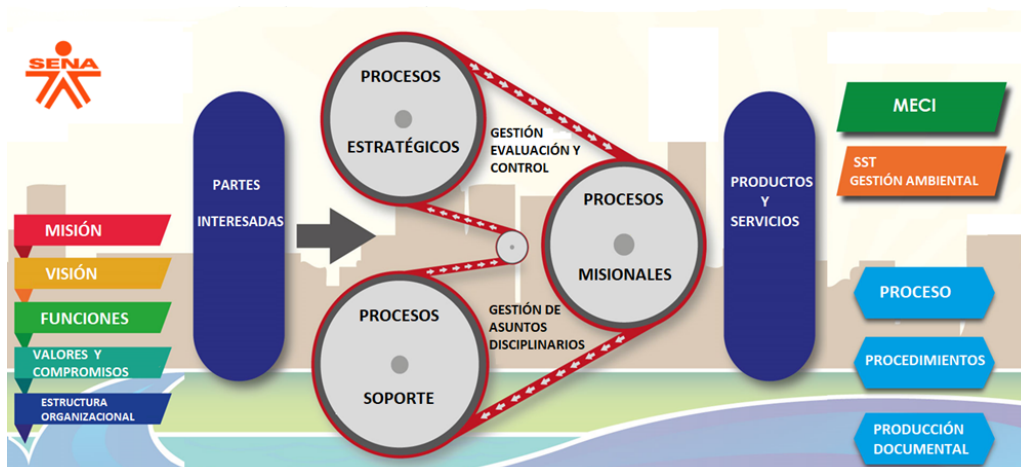 SENA
MISIÓN
VISIÓN
FUNCIONES
VALORES Y
COMPROMISOS
ESTRUCTURA
ORGANIZACIONAL
PARTES
INTERESADAS
PROCESOS
ESTRATÉGICOS
GESTIÓN
EVALUACIÓN Y
CONTROL
PROCESOS
MISIONALES
GESTIÓN DE
ASUNTOS
DISCIPLINARIOS
PROCESOS
SOPORTE
PRODUCTOS
Y
SERVICIOS
MECI
SST
GESTIÓN AMBIENTAL
PROCESO
PROCEDIMIENTOS
PRODUCCIÓN
DOCUMENTAL